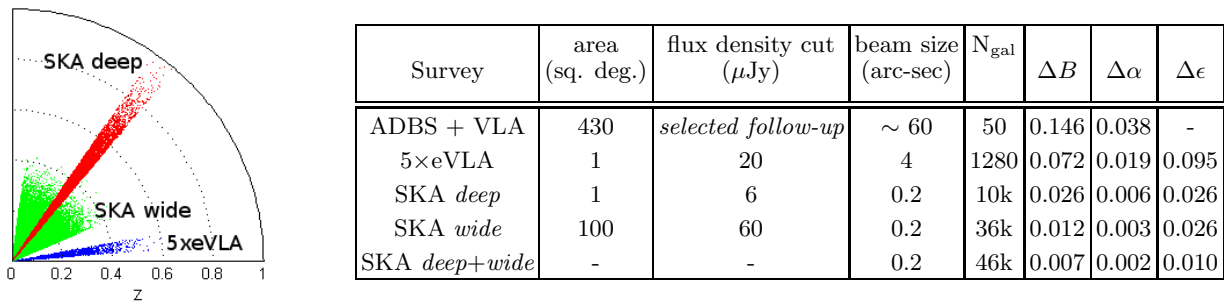 SKA deep
SKA wide
5xeVLA
0 0.2 0.4 0.6 0.8 1
Z
Survey area (sq. deg.) flux density cut (μJy) beam size (arc-sec) N_gal ΔB Δα Δϵ
ADBS + VLA 430 selected follow-up ∼ 60 50 0.146 0.038 -
5×eVLA 1 20 4 1280 0.072 0.019 0.095
SKA deep 1 6 0.2 10k 0.026 0.006 0.026
SKA wide 100 60 0.2 36k 0.012 0.003 0.026
SKA deep+wide - - 0.2 46k 0.007 0.002 0.010